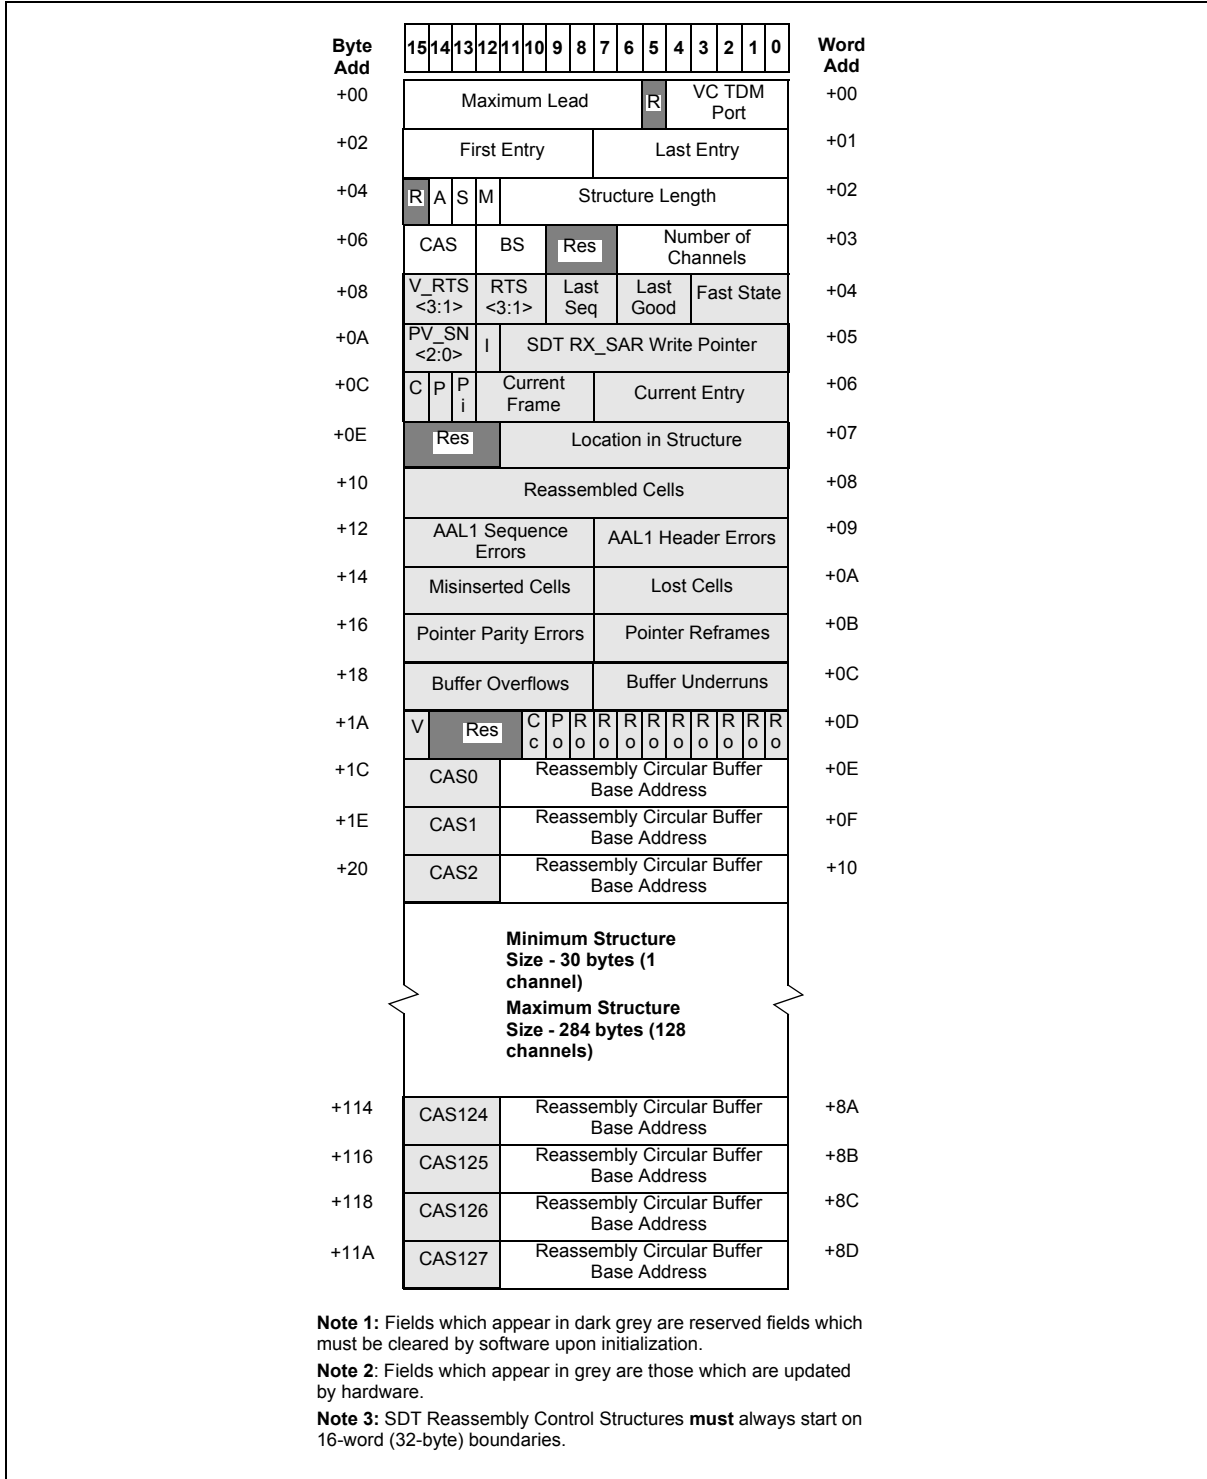 Byte Add 15 14 13 12 11 10 9 8 7 6 5 4 3 2 1 0 Word Add
+00 Maximum Lead R VC TDM Port +00
+02 First Entry Last Entry +01
+04 R A S M Structure Length +02
+06 CAS BS Res Number of Channels +03
+08 V_RTS <3:1> RTS <3:1> Last Seq Last Good Fast State +04
+0A PV_SN <2:0> I SDT RX_SAR Write Pointer +05
+0C C P Pi Current Frame Current Entry +06
+0E Res Location in Structure +07
+10 Reassembled Cells +08
+12 AAL1 Sequence Errors AAL1 Header Errors +09
+14 Misinserted Cells Lost Cells +0A
+16 Pointer Parity Errors Pointer Reframes +0B
+18 Buffer Overflows Buffer Underruns +0C
+1A V Res Cc Po Ro Ro Ro Ro Ro Ro Ro Ro Ro +0D
+1C CAS0 Reassembly Circular Buffer Base Address +0E
+1E CAS1 Reassembly Circular Buffer Base Address +0F
+20 CAS2 Reassembly Circular Buffer Base Address +10
Minimum Structure
Size - 30 bytes (1
channel)
Maximum Structure
Size - 284 bytes (128
channels)
+114 CAS124 Reassembly Circular Buffer Base Address +8A
+116 CAS125 Reassembly Circular Buffer Base Address +8B
+118 CAS126 Reassembly Circular Buffer Base Address +8C
+11A CAS127 Reassembly Circular Buffer Base Address +8D
Note 1: Fields which appear in dark grey are reserved fields which
must be cleared by software upon initialization.
Note 2: Fields which appear in grey are those which are updated
by hardware.
Note 3: SDT Reassembly Control Structures must always start on
16-word (32-byte) boundaries.